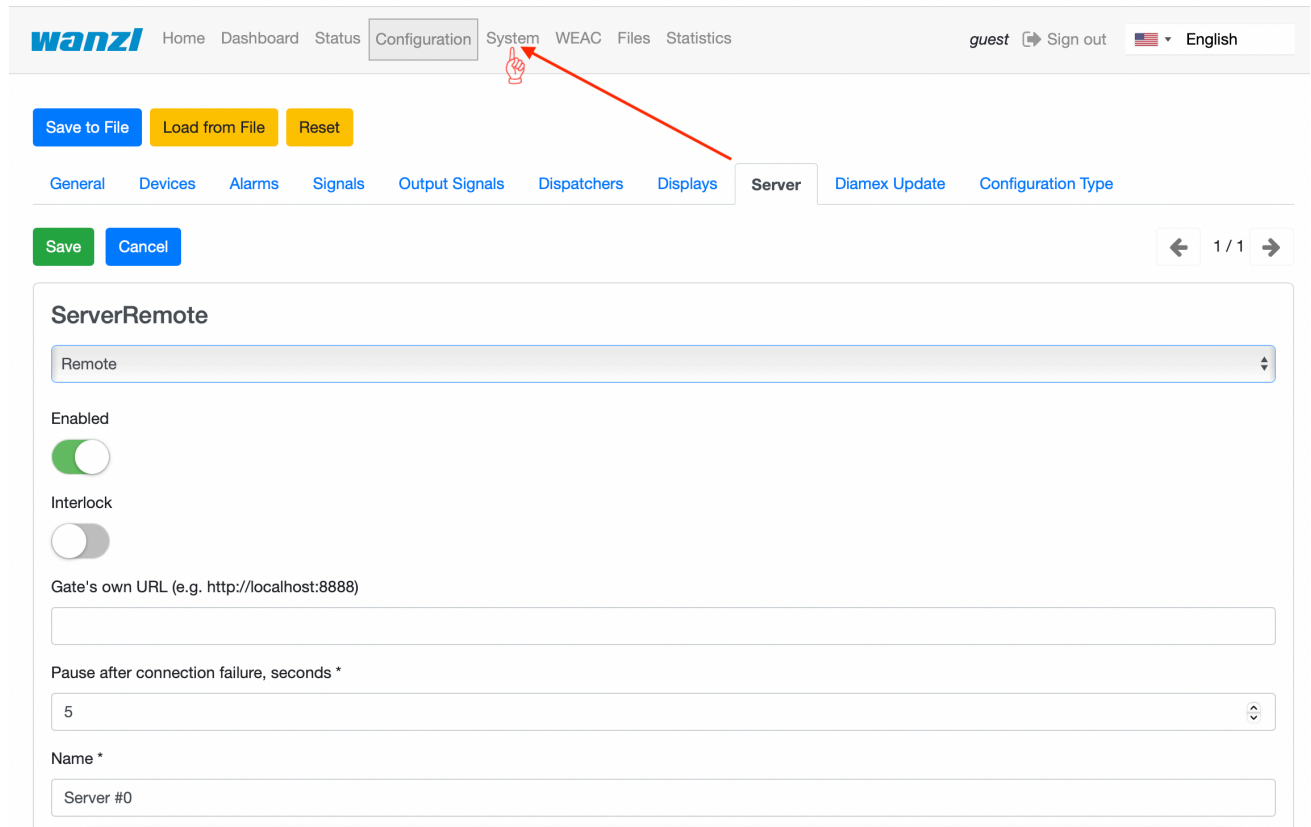 wanzl Home Dashboard Status Configuration System WEAC Files Statistics guest Sign out English
Save to File Load from File Reset
General Devices Alarms Signals Output Signals Dispatchers Displays Server Diamex Update Configuration Type
Save Cancel 1 / 1
ServerRemote
Remote
Enabled
Interlock
Gate's own URL (e.g. http://localhost:8888)
Pause after connection failure, seconds *
5
Name *
Server #0